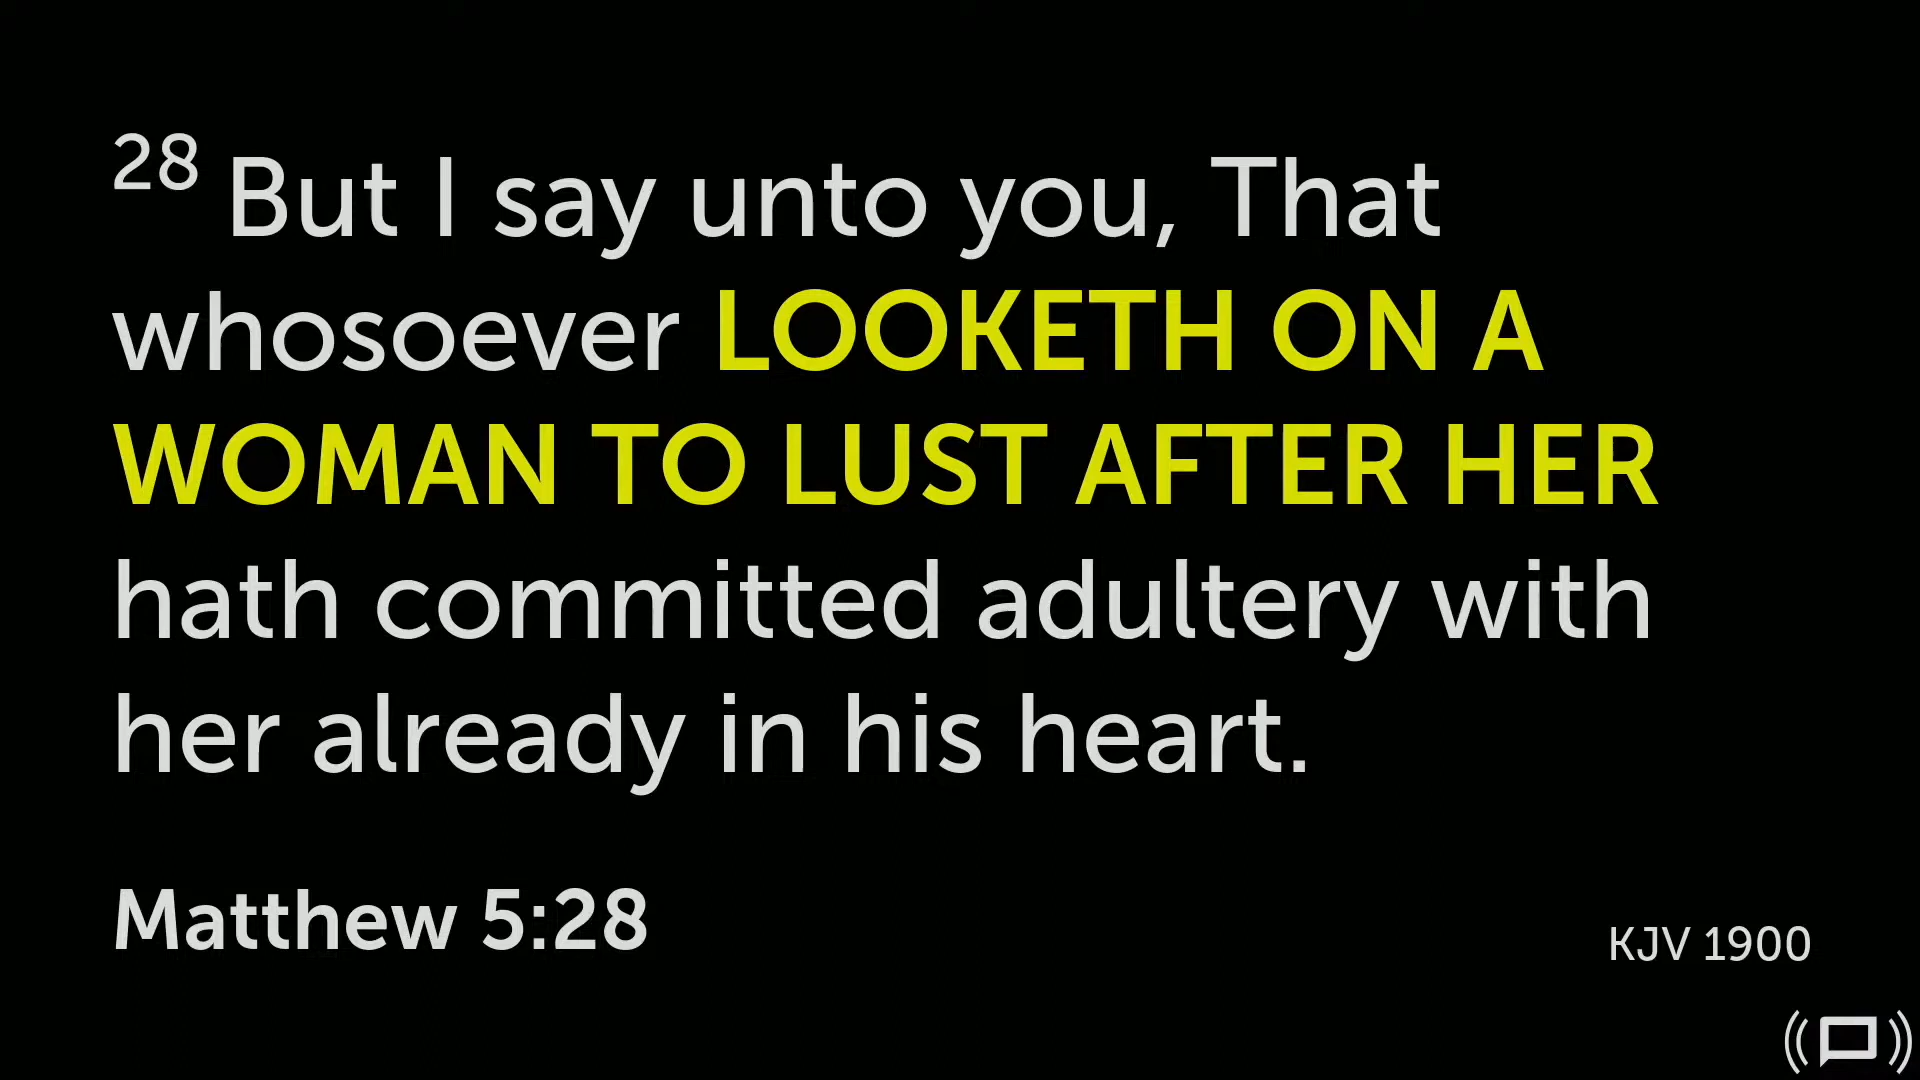 28 But I say unto you, That
whosoever LOOKETH ON A
WOMAN TO LUST AFTER HER
hath committed adultery with
her already in his heart.
Matthew 5:28
KJV 1900